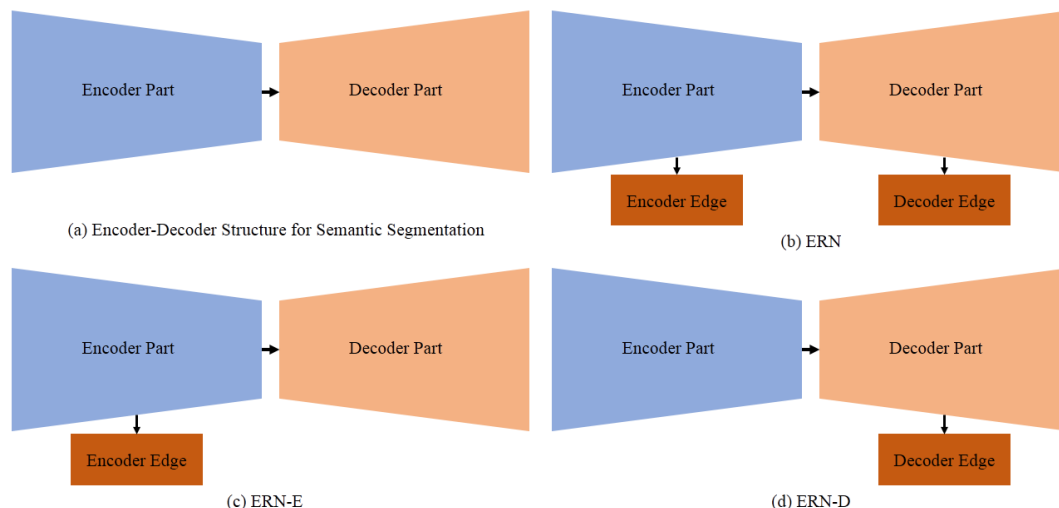 Encoder Part
Decoder Part
(a) Encoder-Decoder Structure for Semantic Segmentation
Encoder Part
Decoder Part
Encoder Edge
Decoder Edge
(b) ERN
Encoder Part
Decoder Part
Encoder Edge
(c) ERN-E
Encoder Part
Decoder Part
Decoder Edge
(d) ERN-D